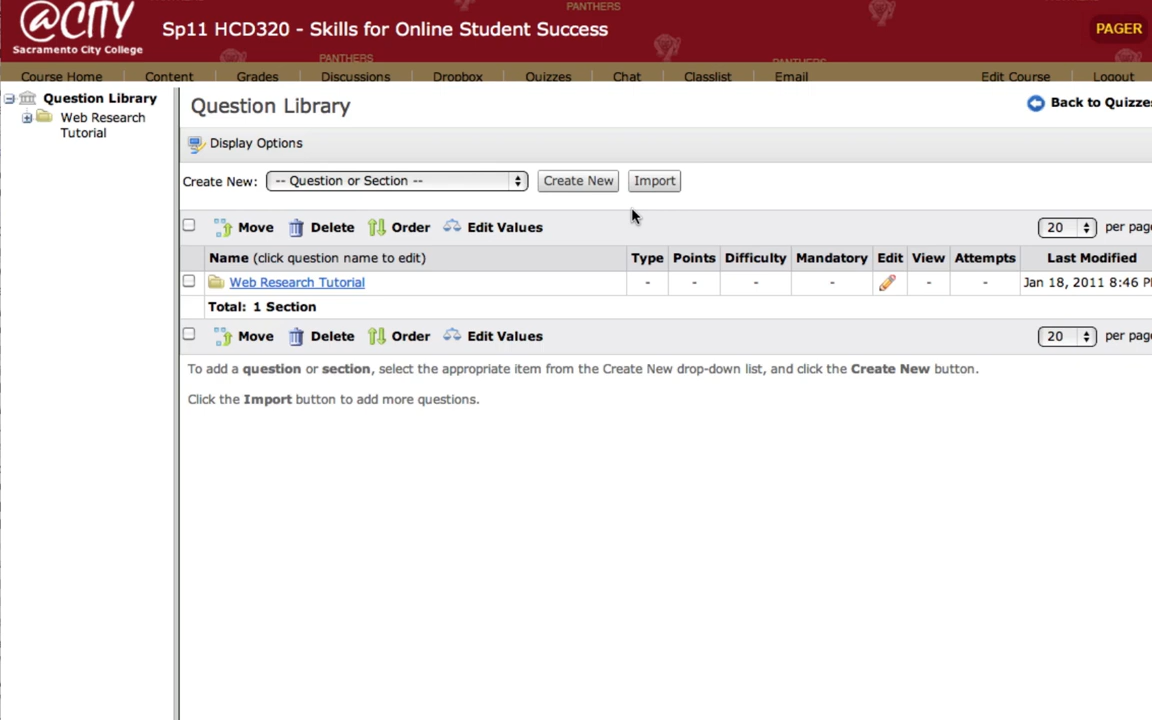 PANTHERS
@CITY
Sacramento City College
Sp11 HCD320 - Skills for Online Student Success
PAGER
PANTHERS
PANTHERS
Course Home
Content
Grades
Discussions
Dropbox
Quizzes
Chat
Classlist
Email
Edit Course
Logout
Question Library
Web Research
Tutorial
Question Library
Back to Quizzes
Display Options
Create New: -- Question or Section -- Create New Import
Move Delete Order Edit Values 20 per page
Name (click question name to edit) Type Points Difficulty Mandatory Edit View Attempts Last Modified
Web Research Tutorial - - - - - - Jan 18, 2011 8:46 P
Total: 1 Section
Move Delete Order Edit Values 20 per page
To add a question or section, select the appropriate item from the Create New drop-down list, and click the Create New button.
Click the Import button to add more questions.